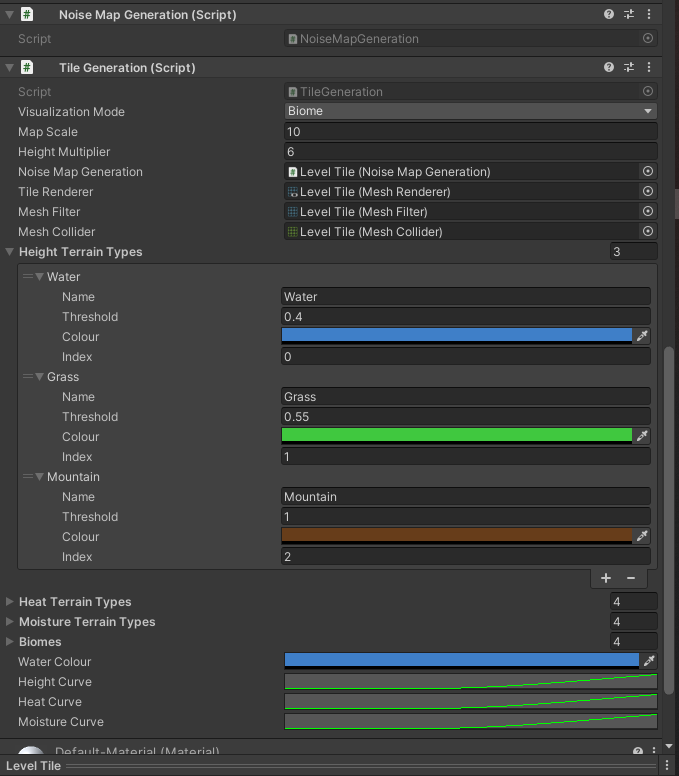 Noise Map Generation (Script)
Script NoiseMapGeneration
Tile Generation (Script)
Script TileGeneration
Visualization Mode Biome
Map Scale 10
Height Multiplier 6
Noise Map Generation Level Tile (Noise Map Generation)
Tile Renderer Level Tile (Mesh Renderer)
Mesh Filter Level Tile (Mesh Filter)
Mesh Collider Level Tile (Mesh Collider)
Height Terrain Types 3
Water
Name Water
Threshold 0.4
Colour
Index 0
Grass
Name Grass
Threshold 0.55
Colour
Index 1
Mountain
Name Mountain
Threshold 1
Colour
Index 2
Heat Terrain Types 4
Moisture Terrain Types 4
Biomes 4
Water Colour
Height Curve
Heat Curve
Moisture Curve
Default-Material (Material)
Level Tile